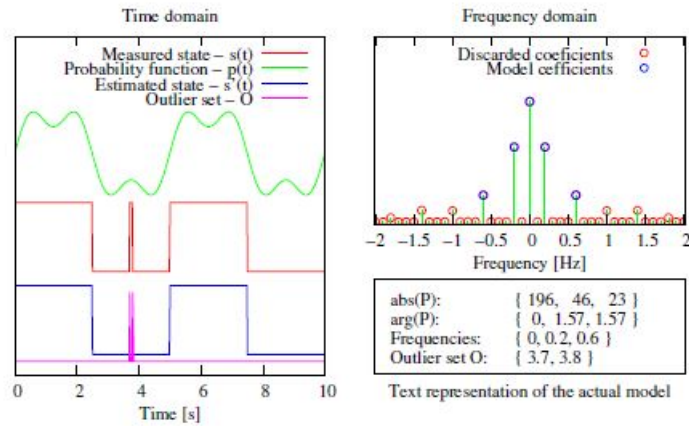 Time domain
Measured state – s(t)
Probability function – p(t)
Estimated state – s'(t)
Outlier set – O
0 2 4 6 8 10
Time [s]
Frequency domain
Discarded coeficients
Model cefficients
−2 −1.5 −1 −0.5 0 0.5 1 1.5 2
Frequency [Hz]
abs(P): { 196, 46, 23 }
arg(P): { 0, 1.57, 1.57 }
Frequencies: { 0, 0.2, 0.6 }
Outlier set O: { 3.7, 3.8 }
Text representation of the actual model